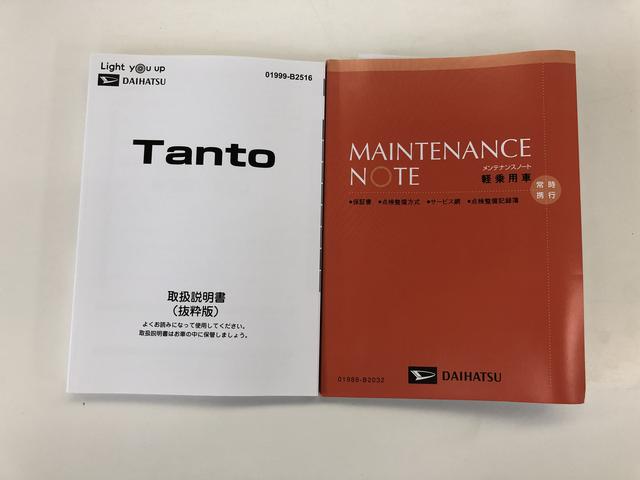 Light you up
DAIHATSU
01999-B2516
Tanto
取扱説明書
(抜粋版)
よくお読みになって使用してください。
取扱説明書はお車の中に保管しましょう。
MAINTENANCE
NOTE
メンテナンスノート
軽乗用車
常時
携行
●保証書 ●点検整備方式 ●サービス網 ●点検整備記録簿
01999-B2032
DAIHATSU